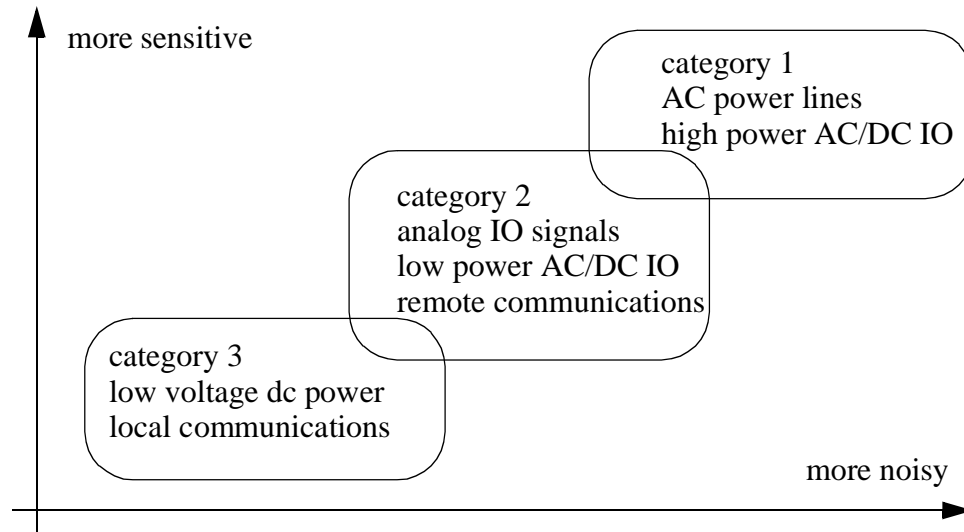 more sensitive
category 1
AC power lines
high power AC/DC IO
category 2
analog IO signals
low power AC/DC IO
remote communications
category 3
low voltage dc power
local communications
more noisy